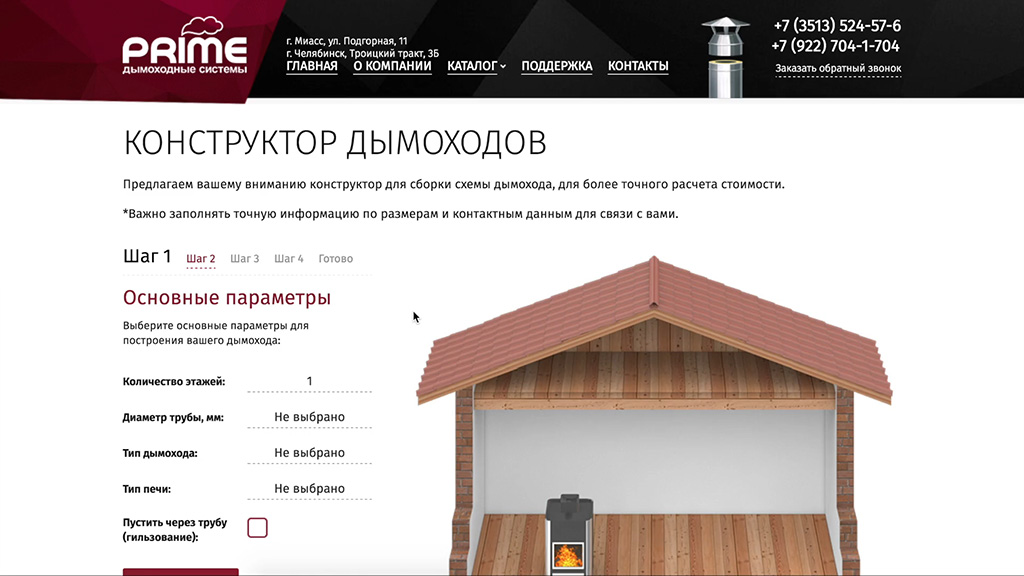 PRIME
ДЫМОХОДНЫЕ СИСТЕМЫ
г. Миасс, ул. Подгорная, 11
г. Челябинск, Троицкий тракт, 3Б
ГЛАВНАЯ О КОМПАНИИ КАТАЛОГ ПОДДЕРЖКА КОНТАКТЫ
+7 (3513) 524-57-6
+7 (922) 704-1-704
Заказать обратный звонок
КОНСТРУКТОР ДЫМОХОДОВ
Предлагаем вашему вниманию конструктор для сборки схемы дымохода, для более точного расчета стоимости.
*Важно заполнять точную информацию по размерам и контактным данным для связи с вами.
Шаг 1 Шаг 2 Шаг 3 Шаг 4 Готово
Основные параметры
Выберите основные параметры для
построения вашего дымохода:
Количество этажей: 1
Диаметр трубы, мм: Не выбрано
Тип дымохода: Не выбрано
Тип печи: Не выбрано
Пустить через трубу
(гильзование):